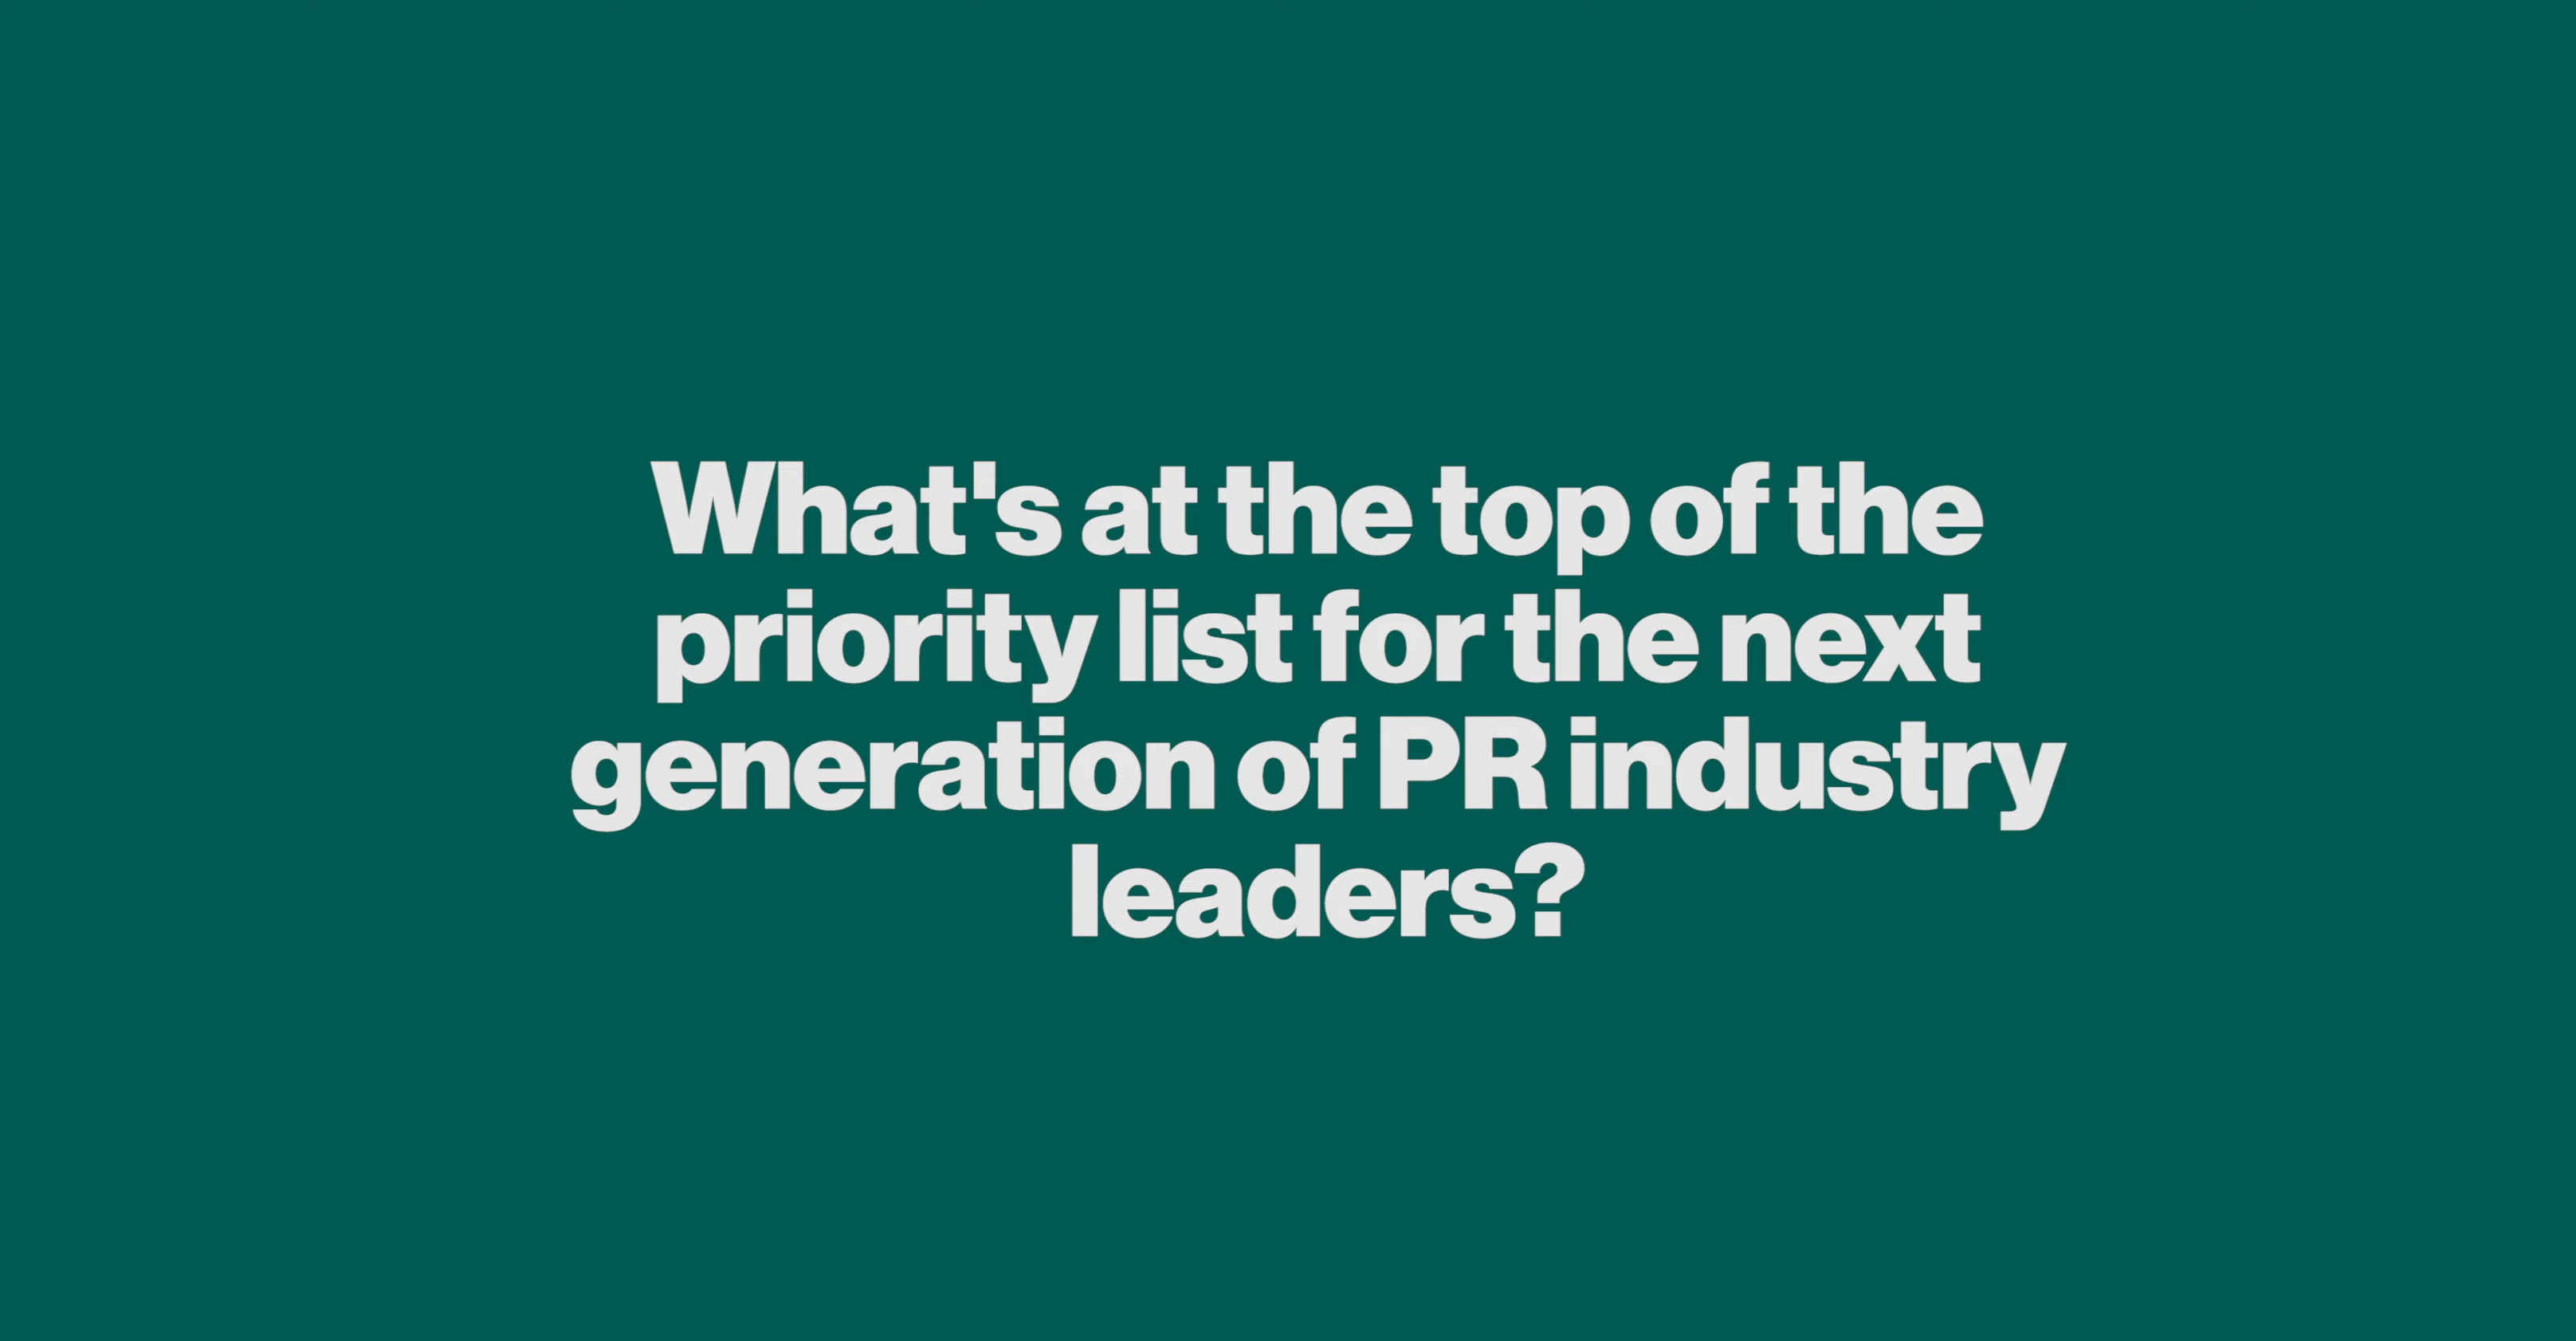 What's at the top of the
priority list for the next
generation of PR industry
leaders?